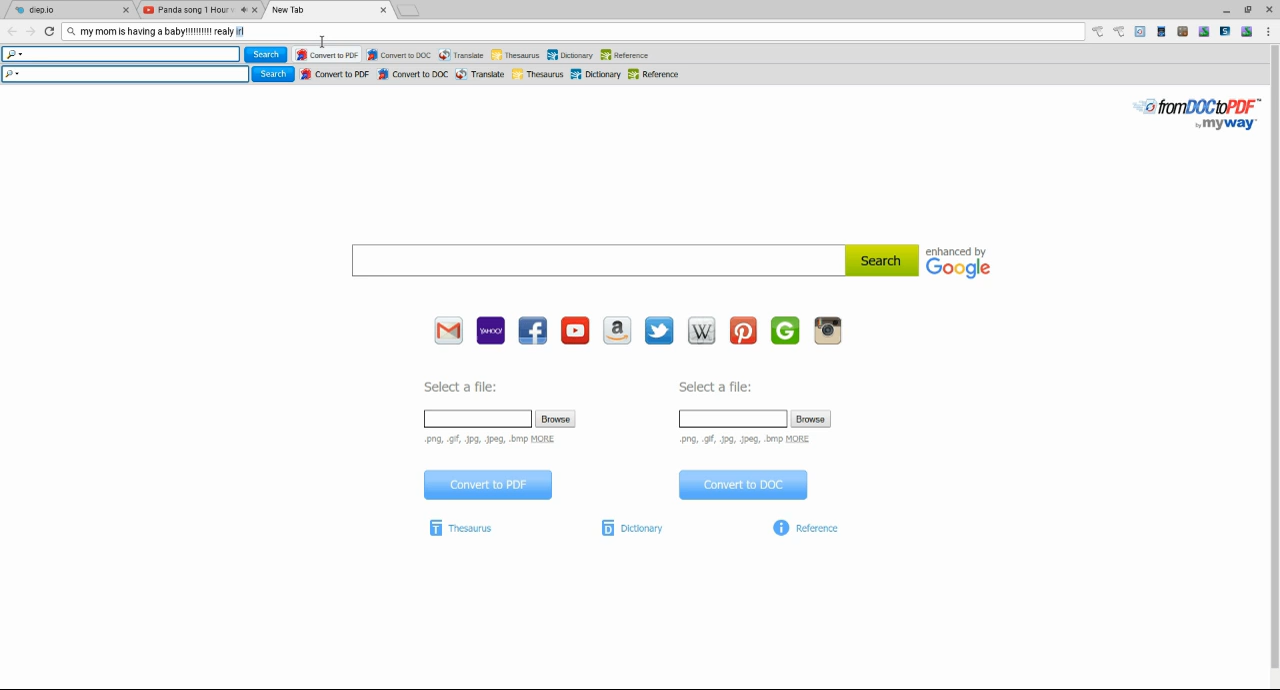 diep.io
Panda song 1 Hour v
New Tab
my mom is having a baby!!!!!!!!!! realy irl
Search Convert to PDF Convert to DOC Translate Thesaurus Dictionary Reference
Search Convert to PDF Convert to DOC Translate Thesaurus Dictionary Reference
fromDOCtoPDF™
by myway™
Search
enhanced by
Google
YAHOO!
Select a file:
Browse
.png, .gif, .jpg, .jpeg, .bmp MORE
Convert to PDF
Select a file:
Browse
.png, .gif, .jpg, .jpeg, .bmp MORE
Convert to DOC
Thesaurus
Dictionary
Reference